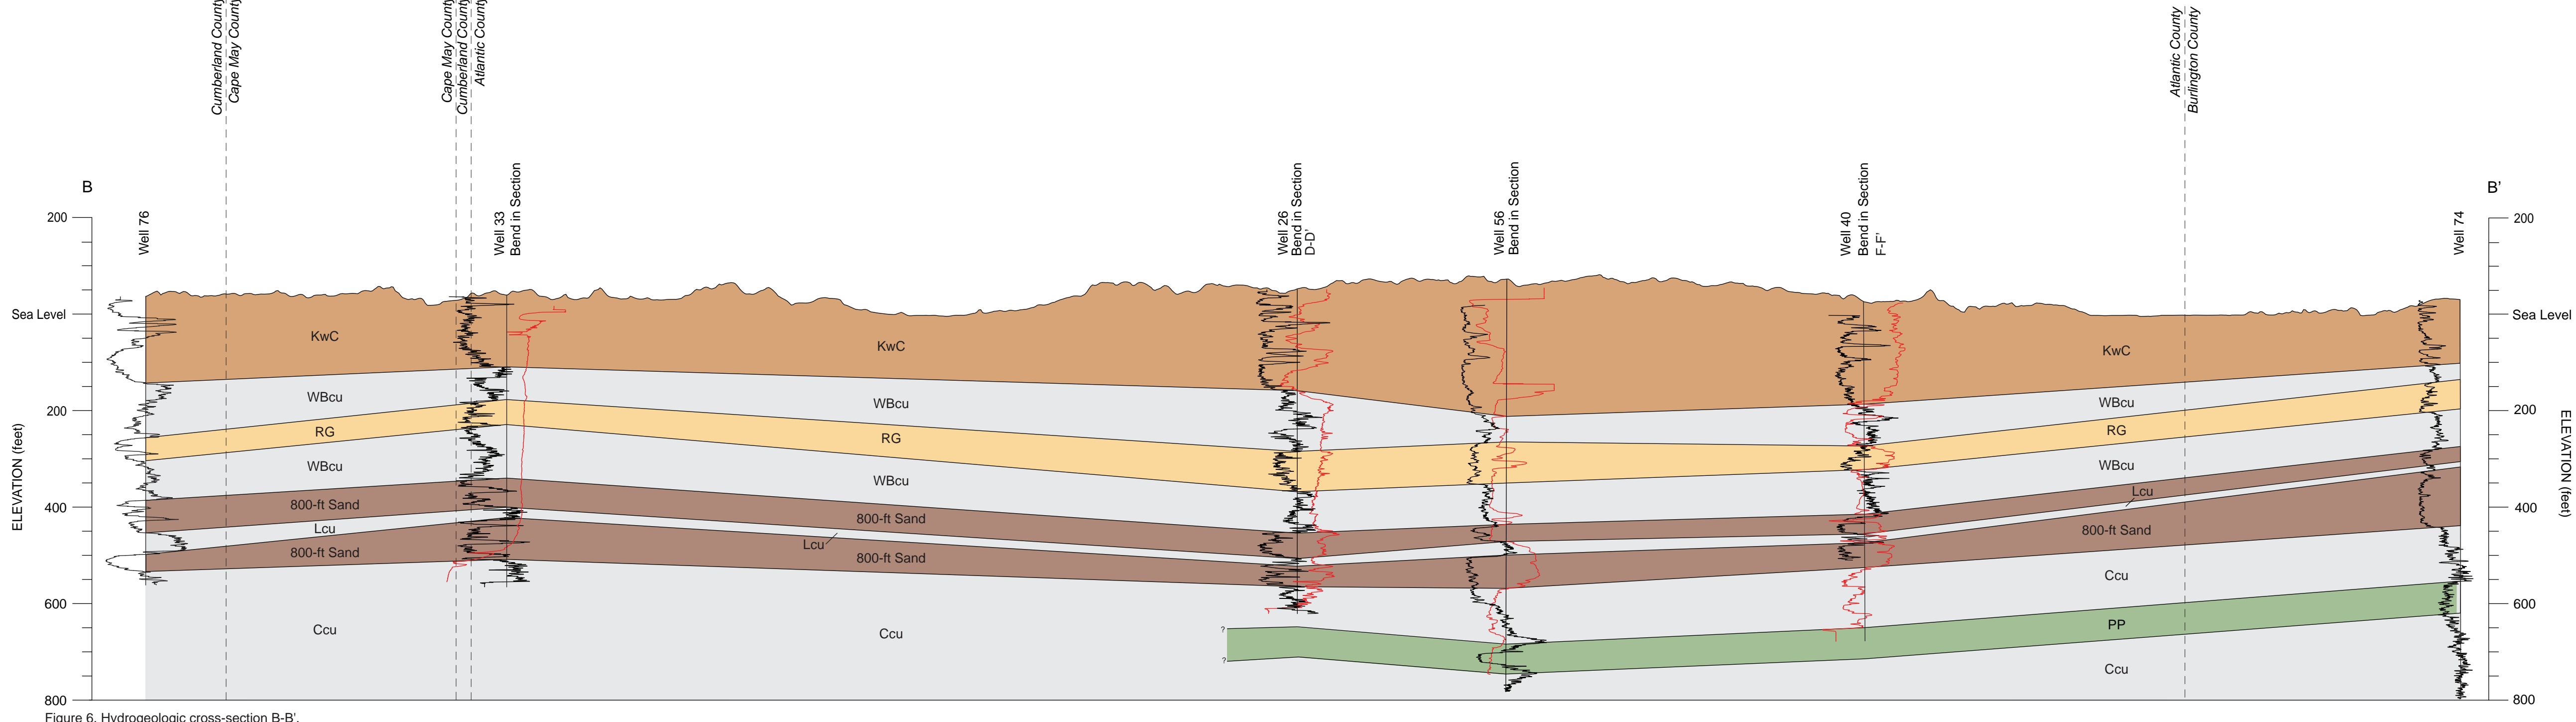 Cumberland County
Cape May County
Cape May County
Cumberland County
Atlantic County
Atlantic County
Burlington County
B
B'
Well 76
Well 33
Bend in Section
Well 26
Bend in Section
D-D'
Well 56
Bend in Section
Well 40
Bend in Section
F-F'
Well 74
ELEVATION (feet)
200
Sea Level
200
400
600
800
KwC
WBcu
RG
WBcu
800-ft Sand
Lcu
800-ft Sand
Ccu
KwC
WBcu
RG
WBcu
800-ft Sand
Lcu
800-ft Sand
Ccu
?
?
KwC
WBcu
RG
WBcu
Lcu
800-ft Sand
Ccu
PP
Ccu
200
Sea Level
200
400
600
800
ELEVATION (feet)
Figure 6. Hydrogeologic cross-section B-B'.